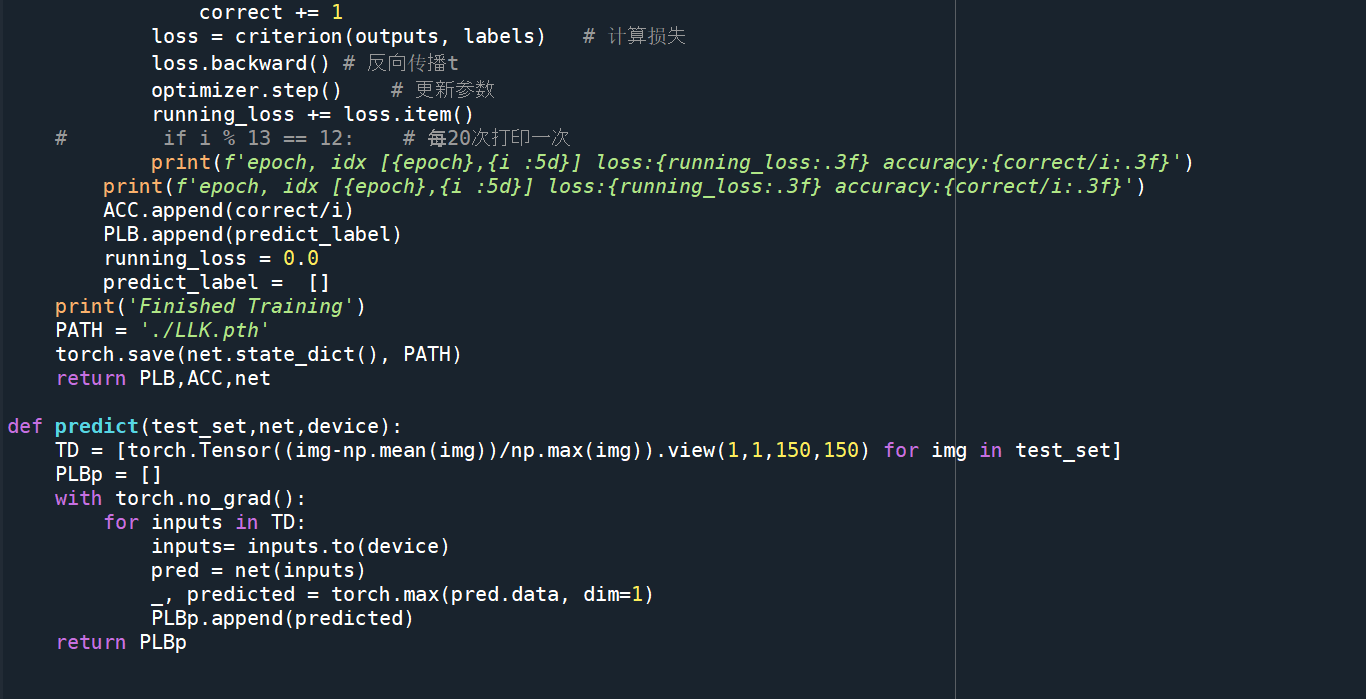 correct += 1
loss = criterion(outputs, labels)   # 计算损失
loss.backward() # 反向传播t
optimizer.step()    # 更新参数
running_loss += loss.item()
#        if i % 13 == 12:    # 每20次打印一次
print(f'epoch, idx [{epoch},{i :5d}] loss:{running_loss:.3f} accuracy:{correct/i:.3f}')
print(f'epoch, idx [{epoch},{i :5d}] loss:{running_loss:.3f} accuracy:{correct/i:.3f}')
ACC.append(correct/i)
PLB.append(predict_label)
running_loss = 0.0
predict_label =  []
print('Finished Training')
PATH = './LLK.pth'
torch.save(net.state_dict(), PATH)
return PLB,ACC,net
def predict(test_set,net,device):
TD = [torch.Tensor((img-np.mean(img))/np.max(img)).view(1,1,150,150) for img in test_set]
PLBp = []
with torch.no_grad():
for inputs in TD:
inputs= inputs.to(device)
pred = net(inputs)
_, predicted = torch.max(pred.data, dim=1)
PLBp.append(predicted)
return PLBp